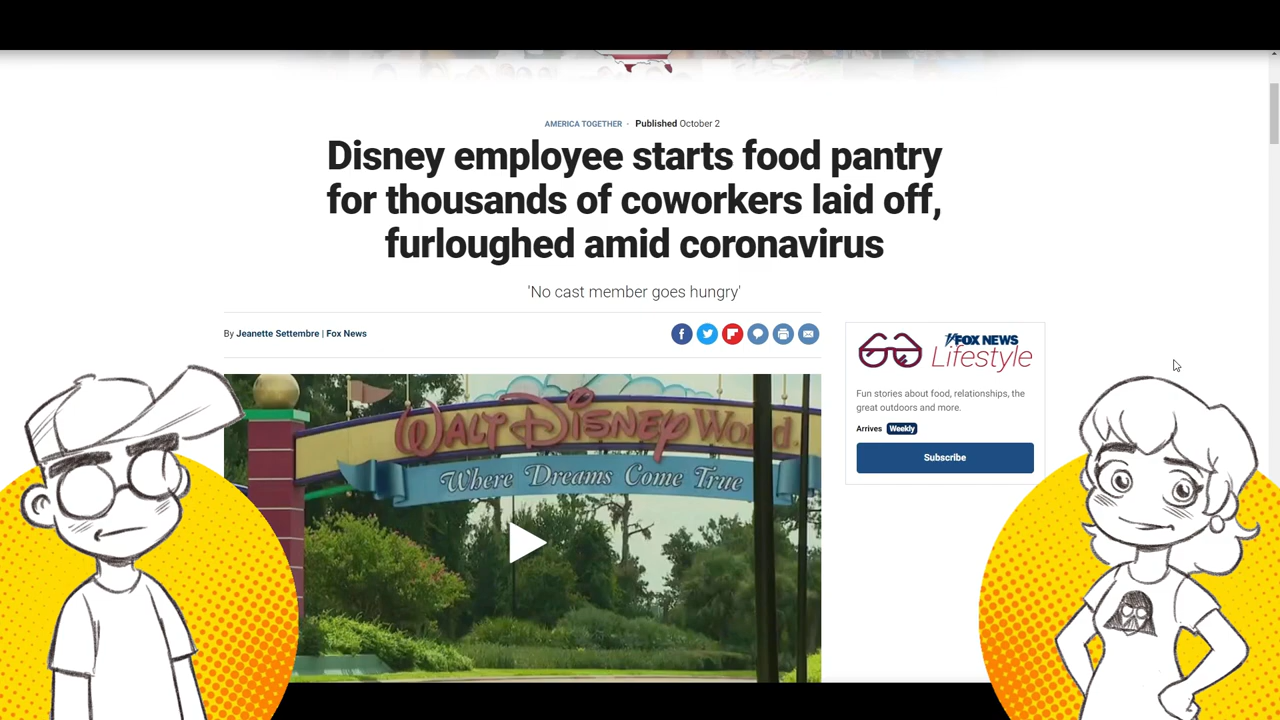 AMERICA TOGETHER · Published October 2
Disney employee starts food pantry
for thousands of coworkers laid off,
furloughed amid coronavirus
'No cast member goes hungry'
By Jeanette Settembre | Fox News
FOX NEWS
Lifestyle
Fun stories about food, relationships, the
great outdoors and more.
Arrives Weekly
Subscribe
WALT DISNEY World.
Where Dreams Come True